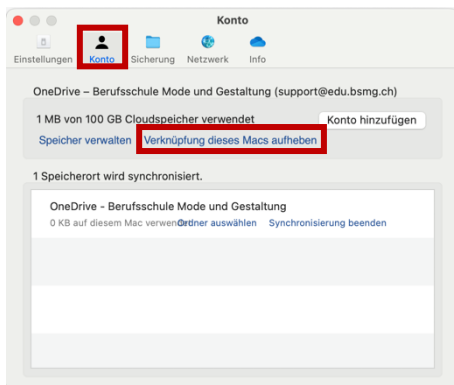 Konto
Einstellungen Konto Sicherung Netzwerk Info
OneDrive – Berufsschule Mode und Gestaltung (support@edu.bsmg.ch)
1 MB von 100 GB Cloudspeicher verwendet Konto hinzufügen
Speicher verwalten Verknüpfung dieses Macs aufheben
1 Speicherort wird synchronisiert.
OneDrive - Berufsschule Mode und Gestaltung
0 KB auf diesem Mac verwendet Ordner auswählen Synchronisierung beenden